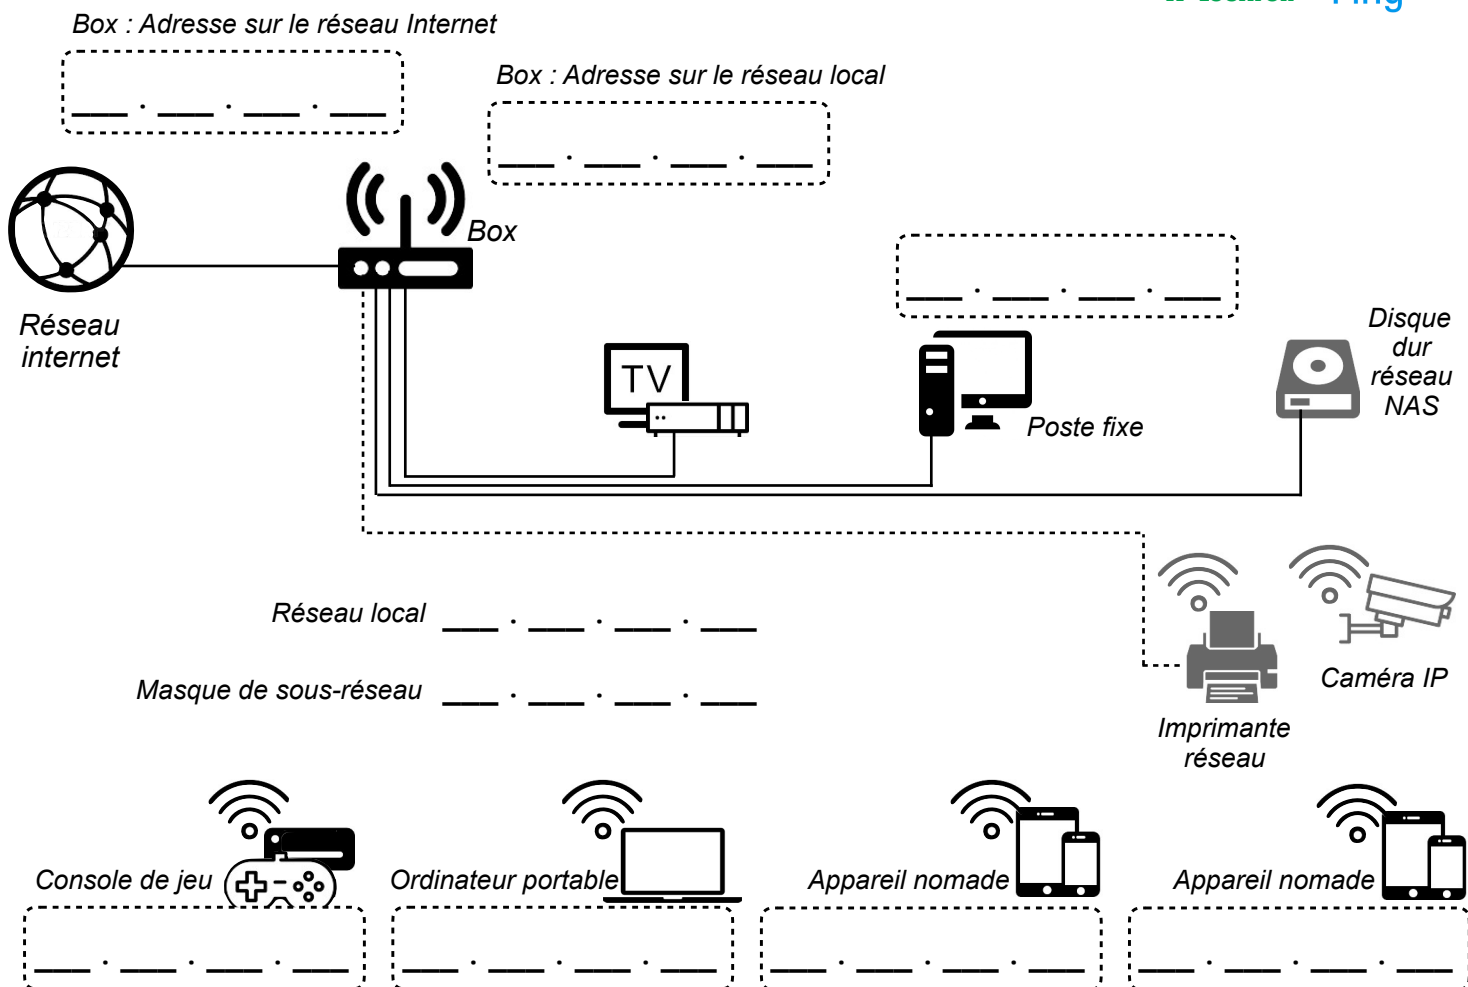 Box : Adresse sur le réseau Internet
___ . ___ . ___ . ___
Box : Adresse sur le réseau local
___ . ___ . ___ . ___
Box
Réseau
internet
___ . ___ . ___ . ___
TV
Poste fixe
Disque
dur
réseau
NAS
Réseau local ___ . ___ . ___ . ___
Masque de sous-réseau ___ . ___ . ___ . ___
Caméra IP
Imprimante
réseau
Console de jeu
Ordinateur portable
Appareil nomade
Appareil nomade
___ . ___ . ___ . ___
___ . ___ . ___ . ___
___ . ___ . ___ . ___
___ . ___ . ___ . ___